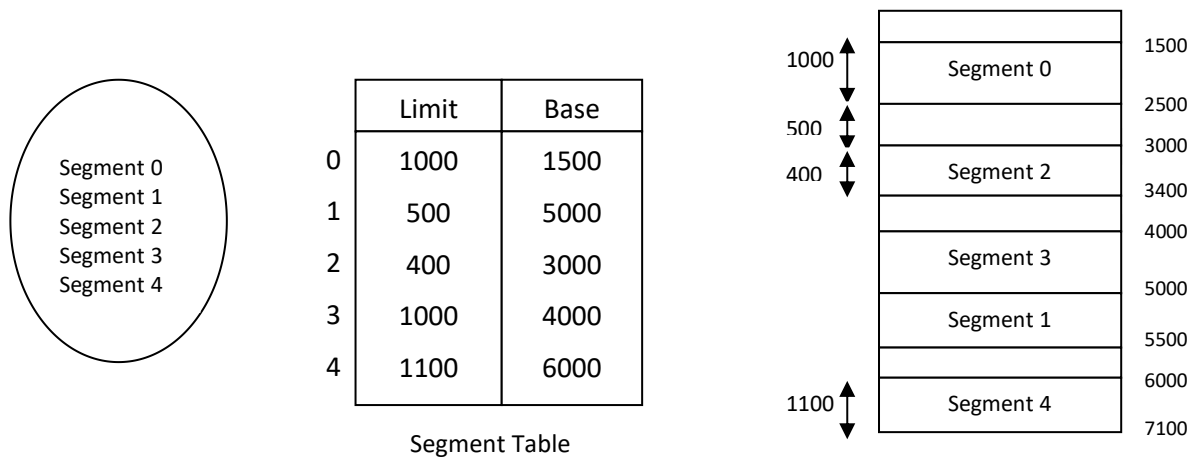 Segment 0
Segment 1
Segment 2
Segment 3
Segment 4
Limit Base
0 1000 1500
1 500 5000
2 400 3000
3 1000 4000
4 1100 6000
Segment Table
1500
1000 Segment 0
2500
500
3000
400 Segment 2
3400
4000
Segment 3
5000
Segment 1
5500
6000
1100 Segment 4
7100